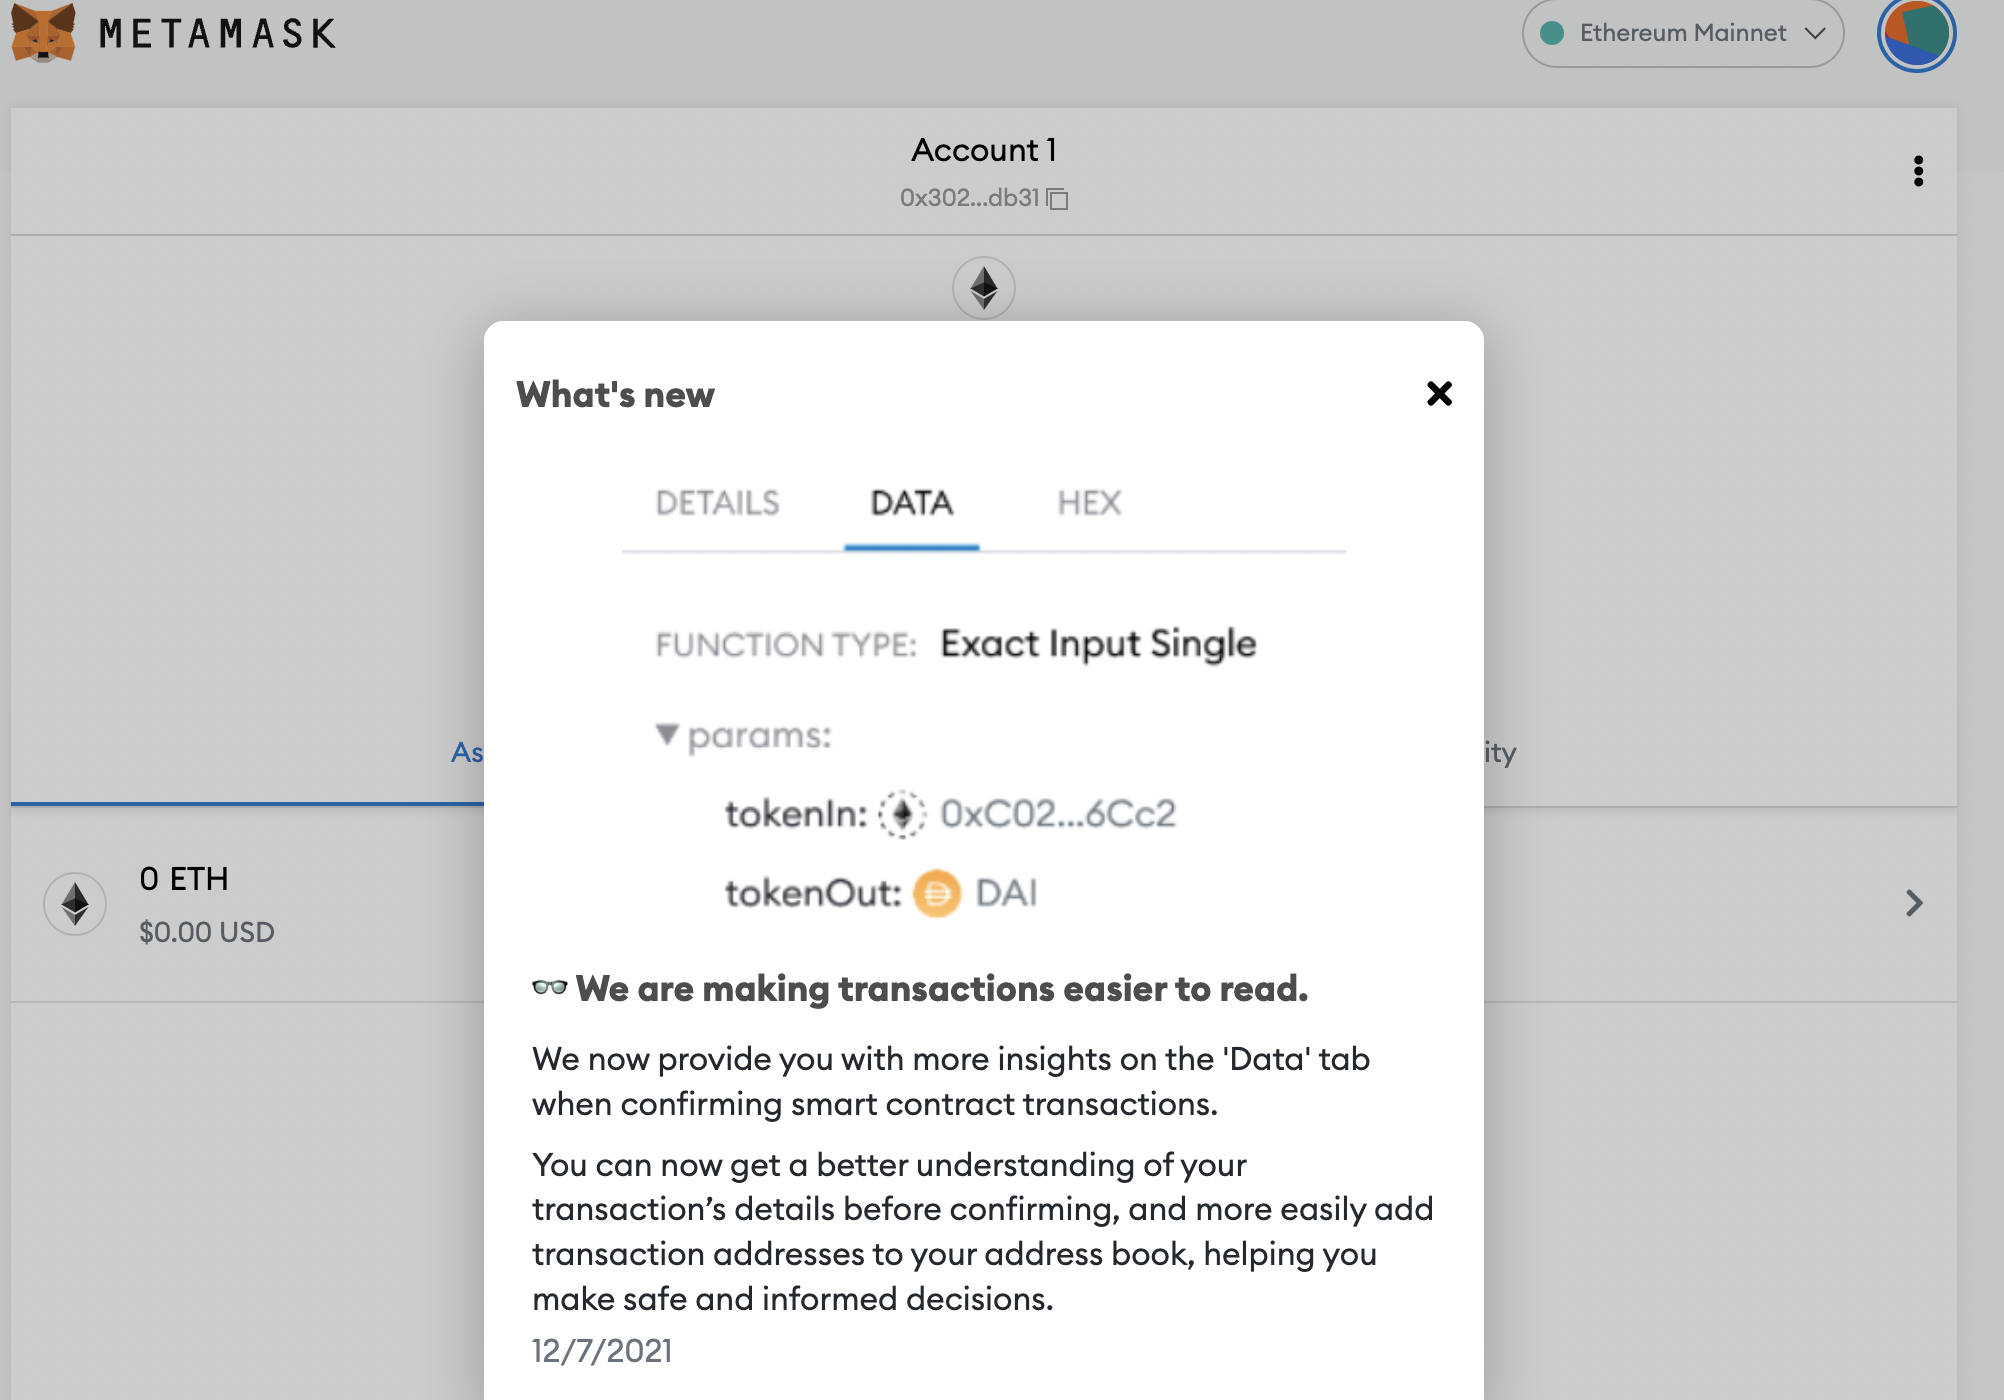 METAMASK
Ethereum Mainnet
Account 1
0x302...db31
What's new
DETAILS DATA HEX
FUNCTION TYPE: Exact Input Single
params:
As
ity
tokenIn: 0xC02...6Cc2
0 ETH
tokenOut: DAI
$0.00 USD
We are making transactions easier to read.
We now provide you with more insights on the 'Data' tab
when confirming smart contract transactions.
You can now get a better understanding of your
transaction’s details before confirming, and more easily add
transaction addresses to your address book, helping you
make safe and informed decisions.
12/7/2021